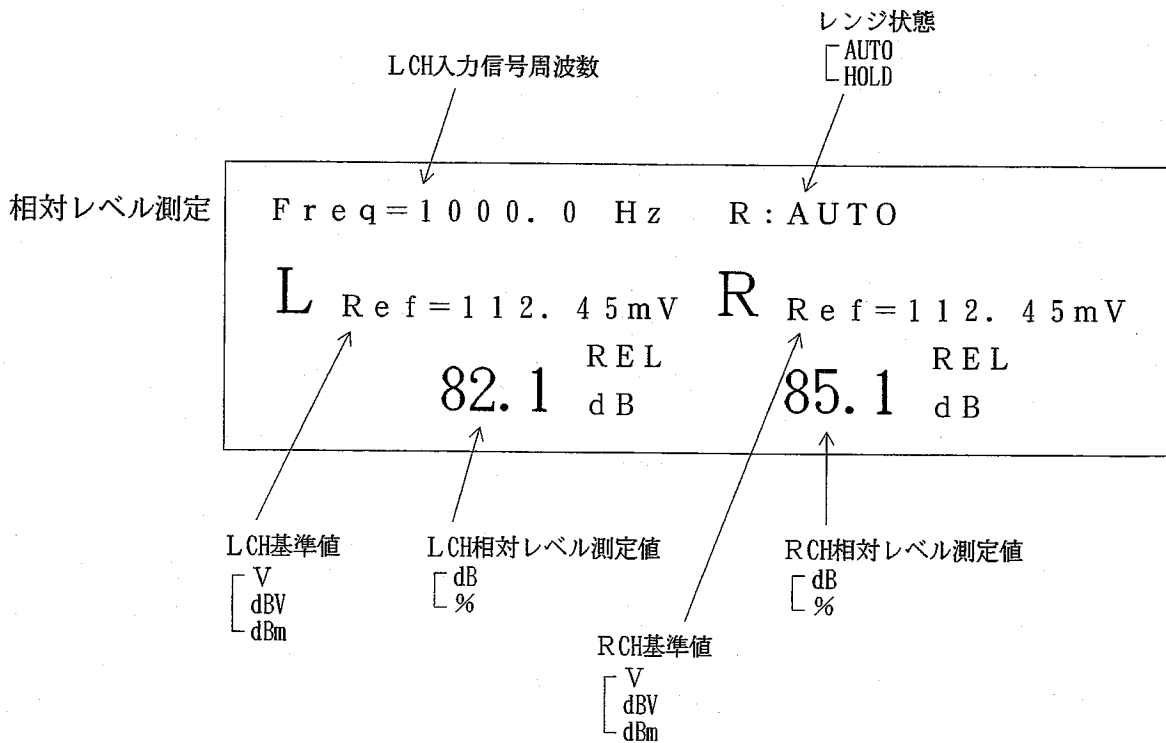 レンジ状態
AUTO
HOLD
LCH入力信号周波数
相対レベル測定
Freq=1000.0 Hz R:AUTO
L Ref=112.45mV R Ref=112.45mV
82.1 REL dB 85.1 REL dB
LCH基準値
V
dBV
dBm
LCH相対レベル測定値
dB
%
RCH相対レベル測定値
dB
%
RCH基準値
V
dBV
dBm